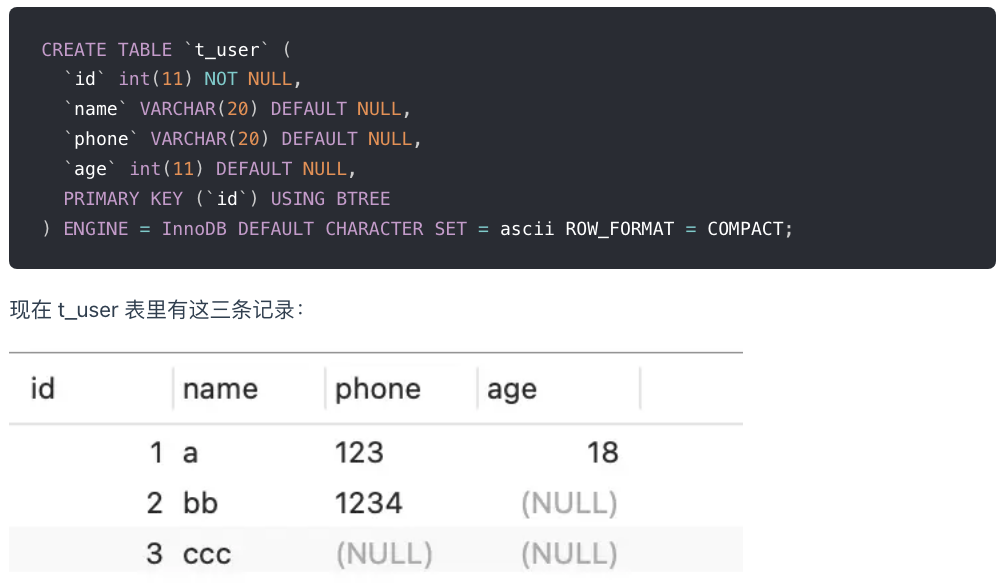 CREATE TABLE `t_user` (
  `id` int(11) NOT NULL,
  `name` VARCHAR(20) DEFAULT NULL,
  `phone` VARCHAR(20) DEFAULT NULL,
  `age` int(11) DEFAULT NULL,
  PRIMARY KEY (`id`) USING BTREE
) ENGINE = InnoDB DEFAULT CHARACTER SET = ascii ROW_FORMAT = COMPACT;
现在 t_user 表里有这三条记录：
id name phone age
1 a 123 18
2 bb 1234 (NULL)
3 ccc (NULL) (NULL)